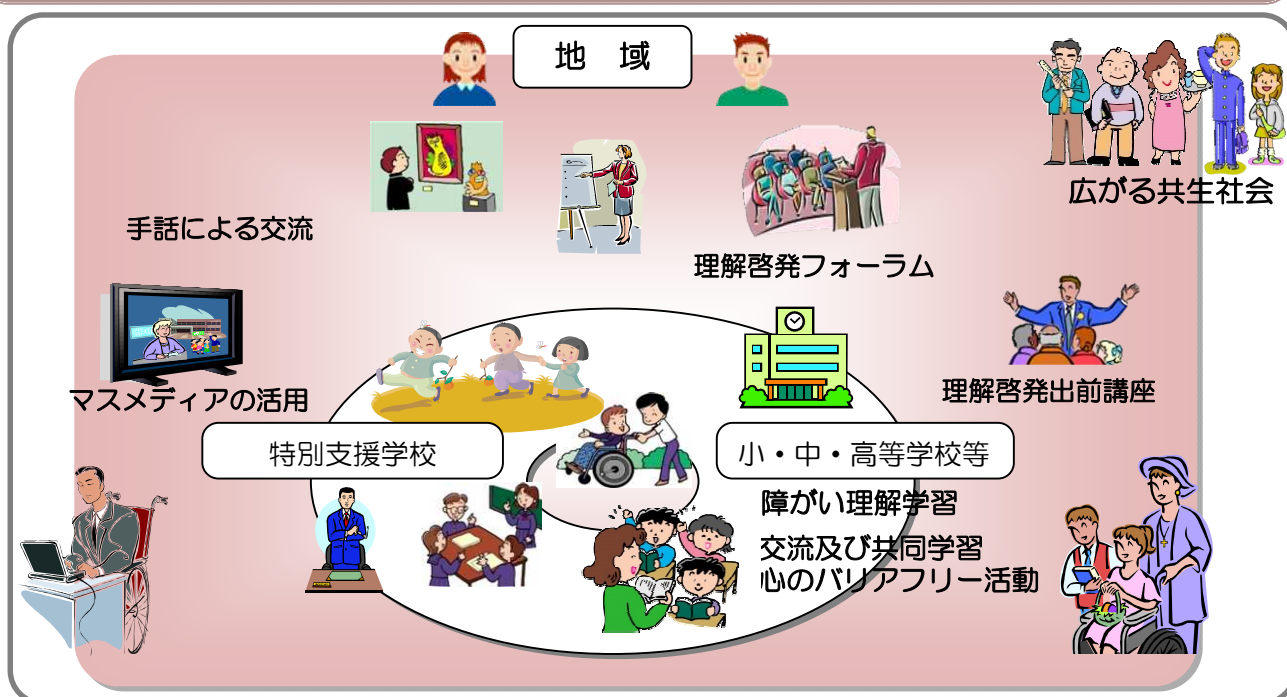 地　域
広がる共生社会
手話による交流
理解啓発フォーラム
マスメディアの活用
理解啓発出前講座
特別支援学校
小・中・高等学校等
障がい理解学習
交流及び共同学習
心のバリアフリー活動